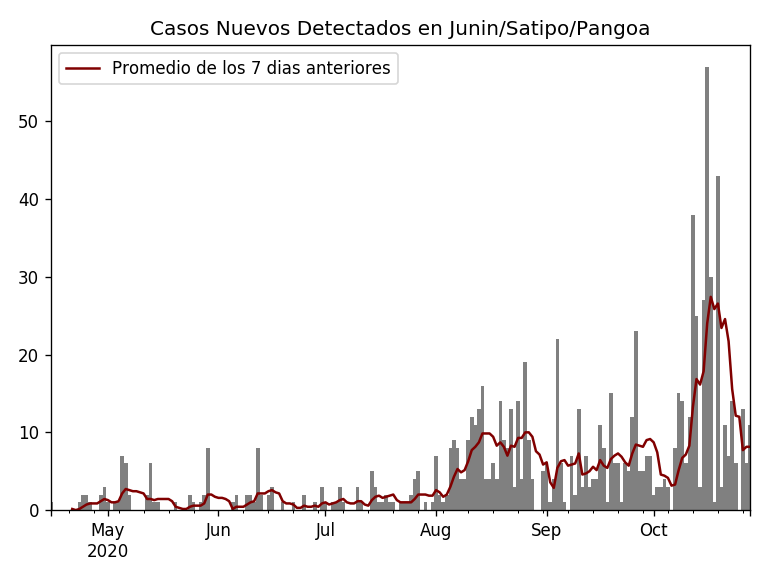 Casos Nuevos Detectados en Junin/Satipo/Pangoa
Promedio de los 7 dias anteriores
50
40
30
20
10
0
May Jun Jul Aug Sep Oct
2020